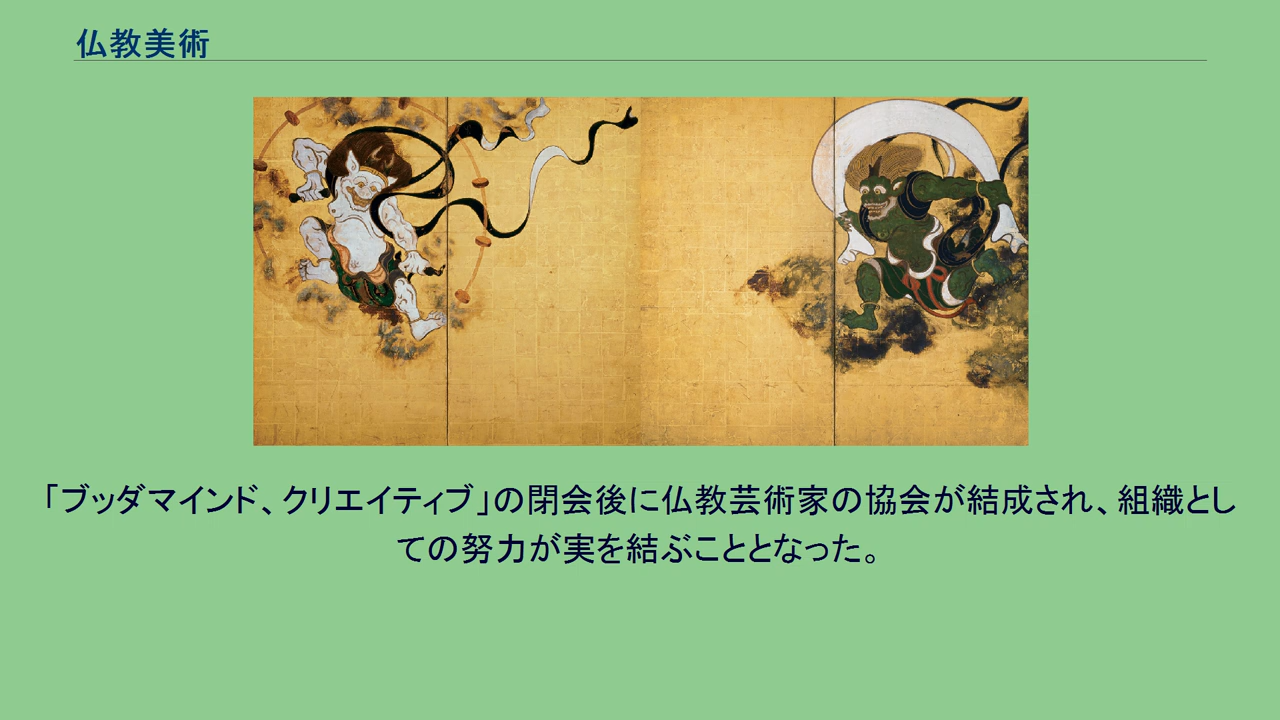 仏教美術
「ブッダマインド、クリエイティブ」の閉会後に仏教芸術家の協会が結成され、組織とし
ての努力が実を結ぶこととなった。